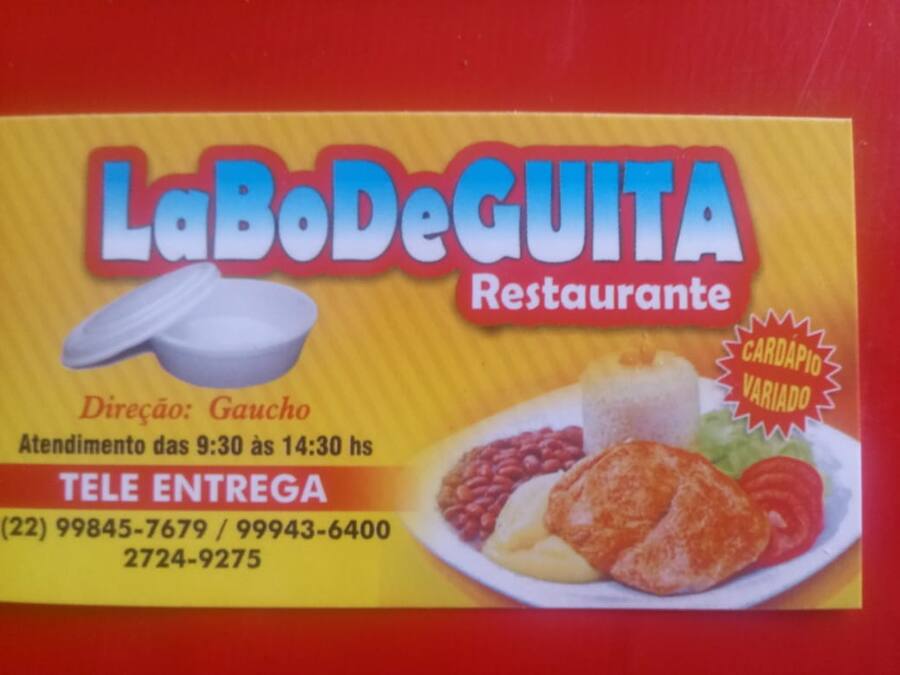 LaBoDeGUITA
Restaurante
CARDÁPIO
VARIADO
Direção: Gaucho
Atendimento das 9:30 às 14:30 hs
TELE ENTREGA
(22) 99845-7679 / 99943-6400
2724-9275